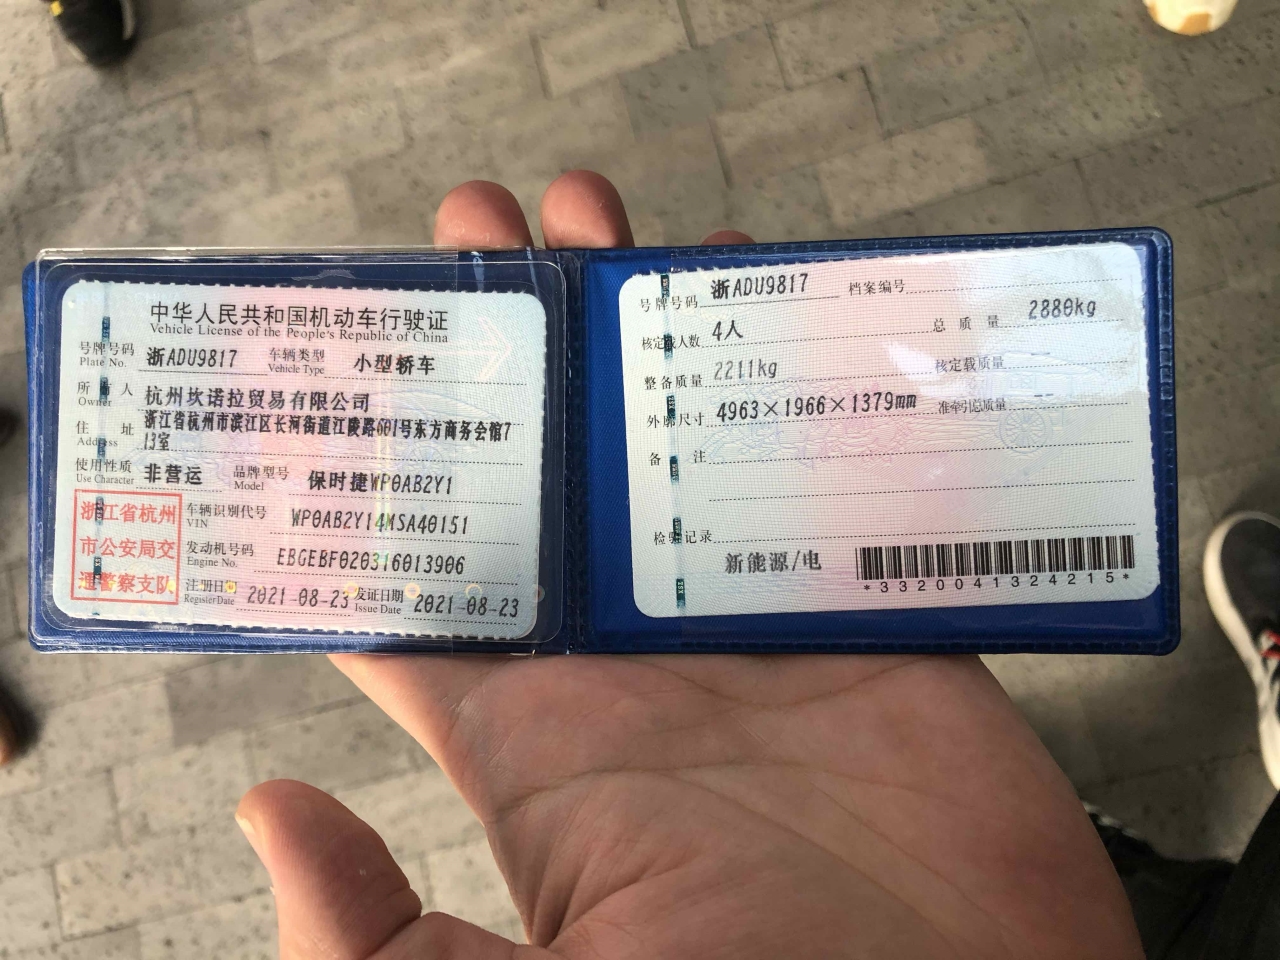 中华人民共和国机动车行驶证
Vehicle License of the People's Republic of China
号牌号码 浙ADU9817 车辆类型 小型轿车
Plate No. Vehicle Type
所有人 杭州坎诺拉贸易有限公司
Owner
住址 浙江省杭州市滨江区长河街道江陵路6B1号东方商务会馆7
Address 13室
使用性质 非营运 品牌型号 保时捷WP0AB2Y1
Use Character Model
浙江省杭州
市公安局交
通警察支队
车辆识别代号 WP0AB2Y14MSA40151
VIN
发动机号码 EBGEBF020316013906
Engine No.
注册日期 2021-08-23 发证日期 2021-08-23
Register Date Issue Date
号牌号码 浙ADU9817 档案编号
核定载人数 4人 总质量 2880kg
整备质量 2211kg 核定载质量 --
外廓尺寸 4963×1966×1379mm 准牵引总质量 --
备注
检验记录
新能源/电
*3320041324215*